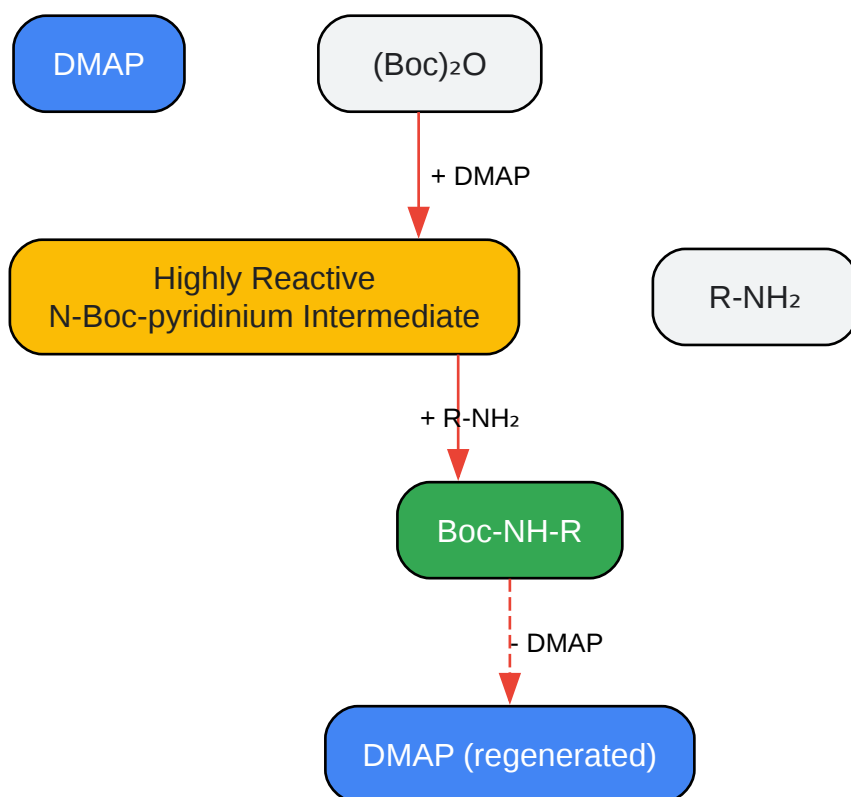 DMAP
(Boc)₂O
+ DMAP
Highly Reactive
N-Boc-pyridinium Intermediate
R-NH₂
+ R-NH₂
Boc-NH-R
- DMAP
DMAP (regenerated)